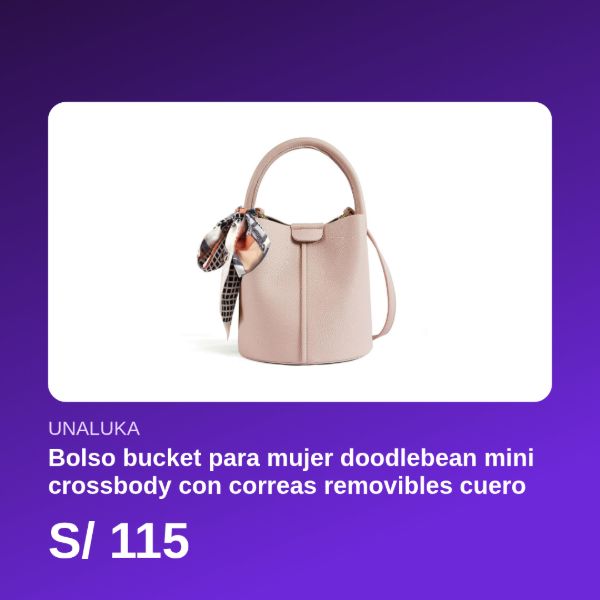 UNALUKA
Bolso bucket para mujer doodlebean mini
crossbody con correas removibles cuero
S/ 115